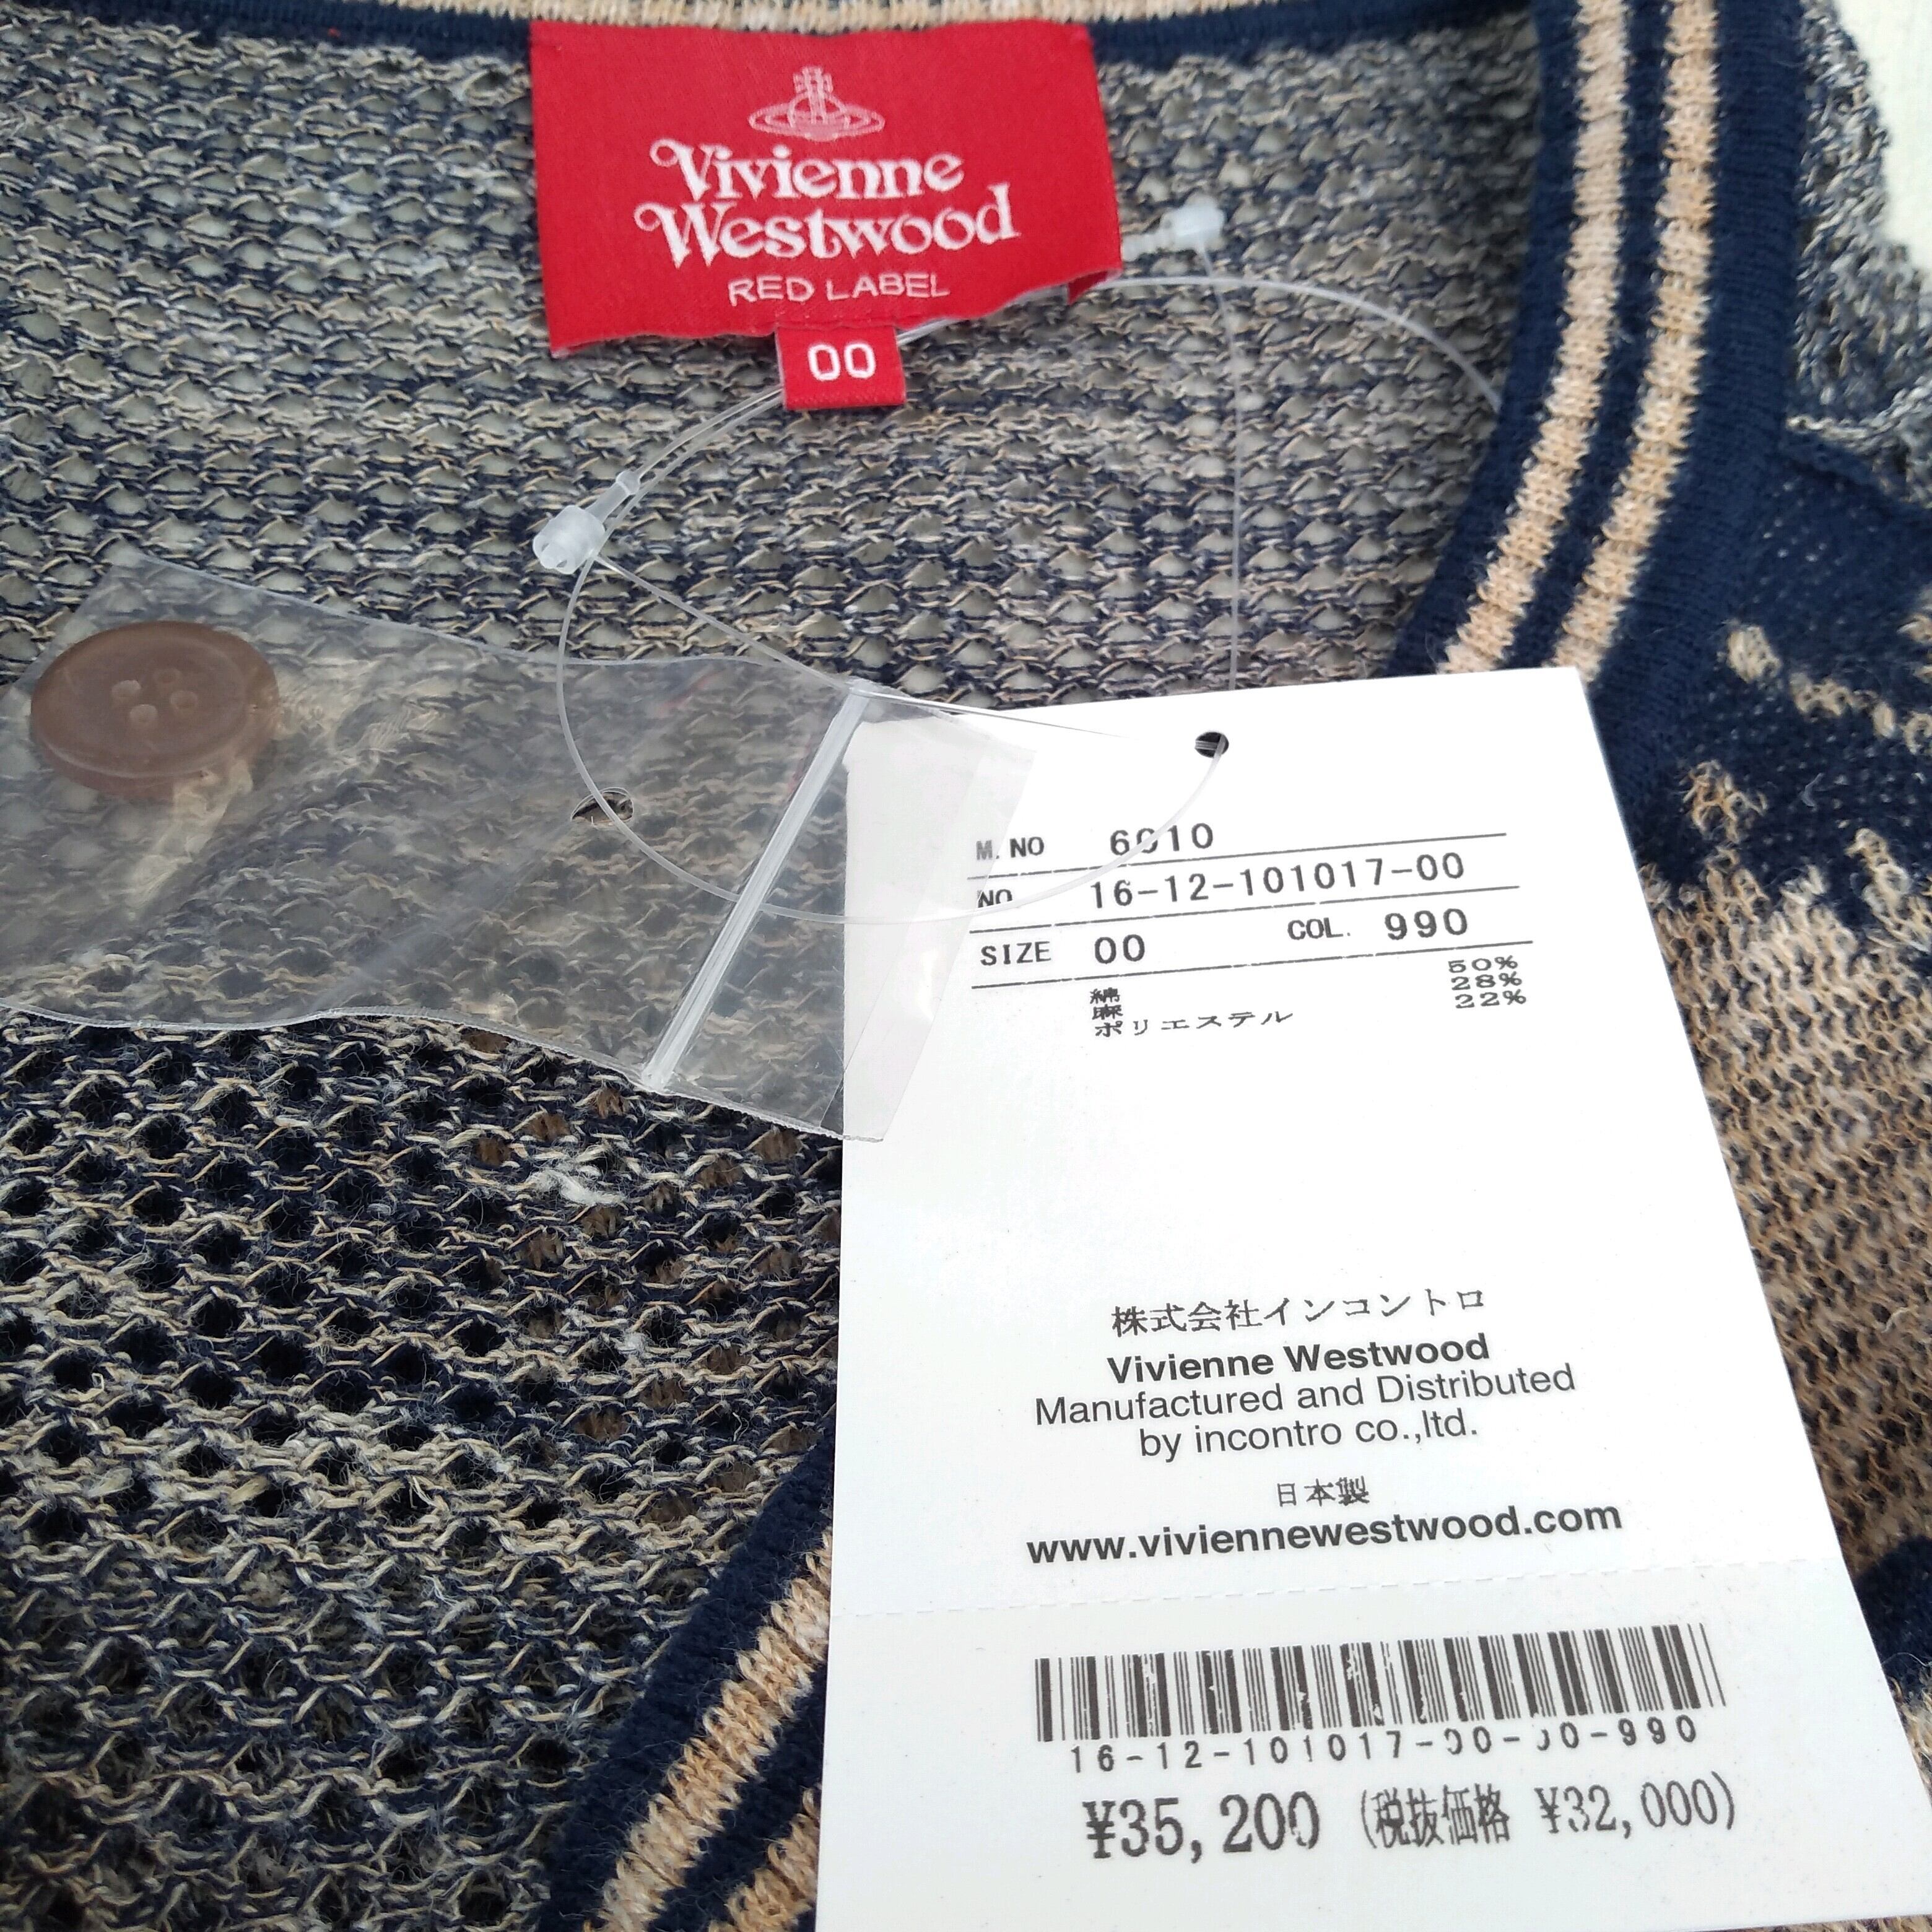 Vivienne
Westwood
RED LABEL
00
M. NO 6010
NO. 16-12-101017-00
SIZE 00 COL. 990
綿 50%
麻 28%
ポリエステル 22%
株式会社インコントロ
Vivienne Westwood
Manufactured and Distributed
by incontro co.,ltd.
日本製
www.viviennewestwood.com
16-12-101017-00-00-990
¥35,200 (税抜価格 ¥32,000)